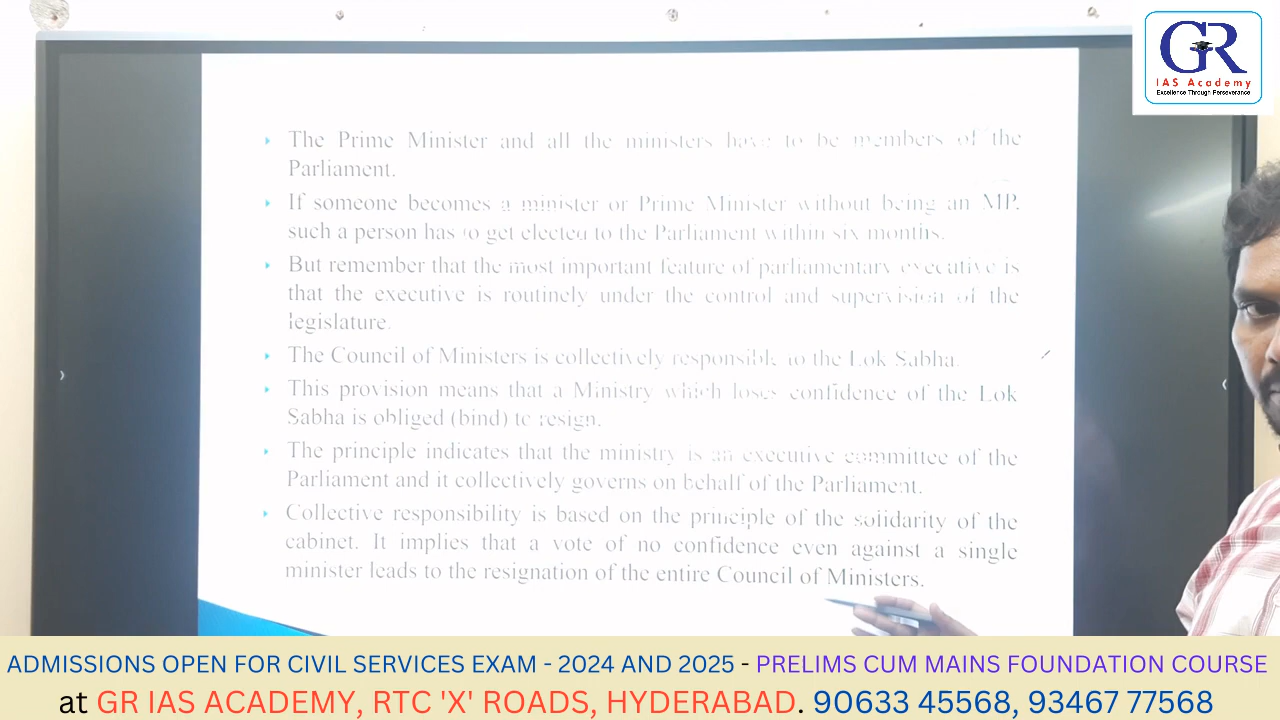 GR
IAS Academy
Excellence Through Perseverance
The Prime Minister and all the ministers have to be members of the
Parliament.
If someone becomes a minister or Prime Minister without being an MP,
such a person has to get elected to the Parliament within six months.
But remember that the most important feature of parliamentary executive is
that the executive is routinely under the control and supervision of the
legislature.
The Council of Ministers is collectively responsible to the Lok Sabha.
This provision means that a Ministry which loses confidence of the Lok
Sabha is obliged (bind) to resign.
The principle indicates that the ministry is an executive committee of the
Parliament and it collectively governs on behalf of the Parliament.
Collective responsibility is based on the principle of the solidarity of the
cabinet. It implies that a vote of no confidence even against a single
minister leads to the resignation of the entire Council of Ministers.
ADMISSIONS OPEN FOR CIVIL SERVICES EXAM - 2024 AND 2025 - PRELIMS CUM MAINS FOUNDATION COURSE
at GR IAS ACADEMY, RTC 'X' ROADS, HYDERABAD. 90633 45568, 93467 77568